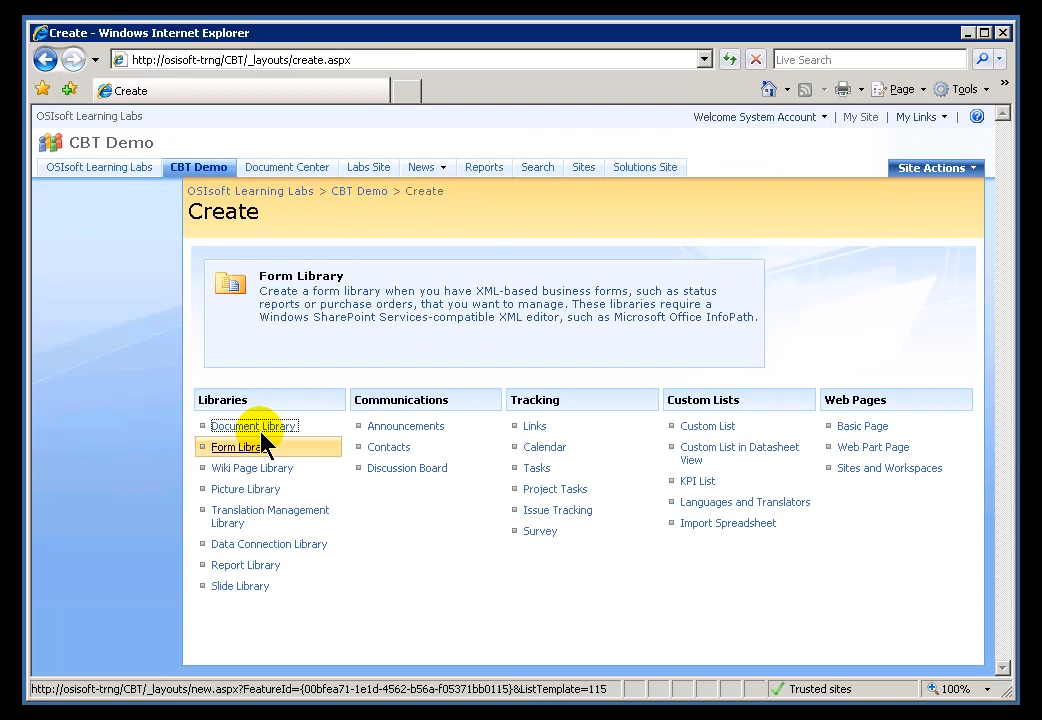 Create - Windows Internet Explorer
http://osisoft-trng/CBT/_layouts/create.aspx
Live Search
Create
Page
Tools
»
OSIsoft Learning Labs
Welcome System Account
My Site
My Links
CBT Demo
OSIsoft Learning Labs
CBT Demo
Document Center
Labs Site
News
Reports
Search
Sites
Solutions Site
Site Actions
OSIsoft Learning Labs > CBT Demo > Create
Create
Form Library
Create a form library when you have XML-based business forms, such as status
reports or purchase orders, that you want to manage. These libraries require a
Windows SharePoint Services-compatible XML editor, such as Microsoft Office InfoPath.
Libraries
Document Library
Form Library
Wiki Page Library
Picture Library
Translation Management
Library
Data Connection Library
Report Library
Slide Library
Communications
Announcements
Contacts
Discussion Board
Tracking
Links
Calendar
Tasks
Project Tasks
Issue Tracking
Survey
Custom Lists
Custom List
Custom List in Datasheet
View
KPI List
Languages and Translators
Import Spreadsheet
Web Pages
Basic Page
Web Part Page
Sites and Workspaces
http://osisoft-trng/CBT/_layouts/new.aspx?FeatureId={00bfea71-1e1d-4562-b56a-f05371bb0115}&ListTemplate=115
Trusted sites
100%